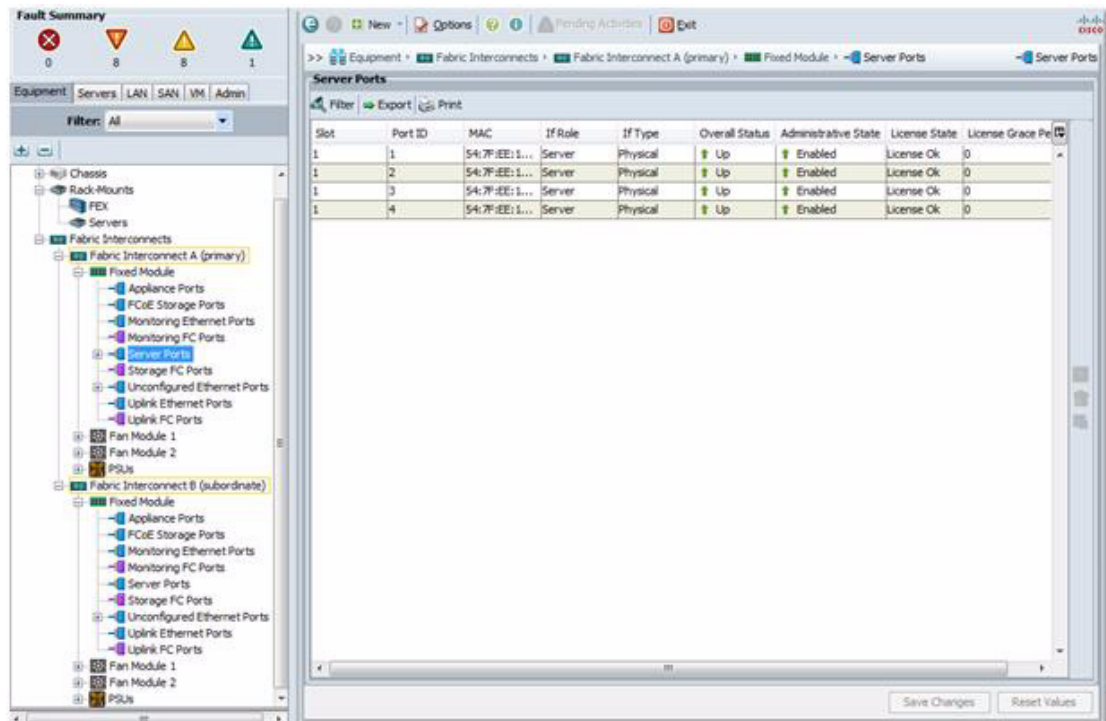 Fault Summary
0 8 8 1
Equipment Servers LAN SAN VM Admin
Filter: All
Chassis
Rack-Mounts
FEX
Servers
Fabric Interconnects
Fabric Interconnect A (primary)
Fixed Module
Appliance Ports
FCoE Storage Ports
Monitoring Ethernet Ports
Monitoring FC Ports
Server Ports
Storage FC Ports
Unconfigured Ethernet Ports
Uplink Ethernet Ports
Uplink FC Ports
Fan Module 1
Fan Module 2
PSUs
Fabric Interconnect B (subordinate)
Fixed Module
Appliance Ports
FCoE Storage Ports
Monitoring Ethernet Ports
Monitoring FC Ports
Server Ports
Storage FC Ports
Unconfigured Ethernet Ports
Uplink Ethernet Ports
Uplink FC Ports
Fan Module 1
Fan Module 2
PSUs
New Options Pending Activities Exit
cisco
>> Equipment Fabric Interconnects Fabric Interconnect A (primary) Fixed Module Server Ports Server Ports
Server Ports
Filter Export Print
Slot Port ID MAC If Role If Type Overall Status Administrative State License State License Grace Pe
1 1 54:7F:EE:1... Server Physical Up Enabled License Ok 0
1 2 54:7F:EE:1... Server Physical Up Enabled License Ok 0
1 3 54:7F:EE:1... Server Physical Up Enabled License Ok 0
1 4 54:7F:EE:1... Server Physical Up Enabled License Ok 0
Save Changes Reset Values